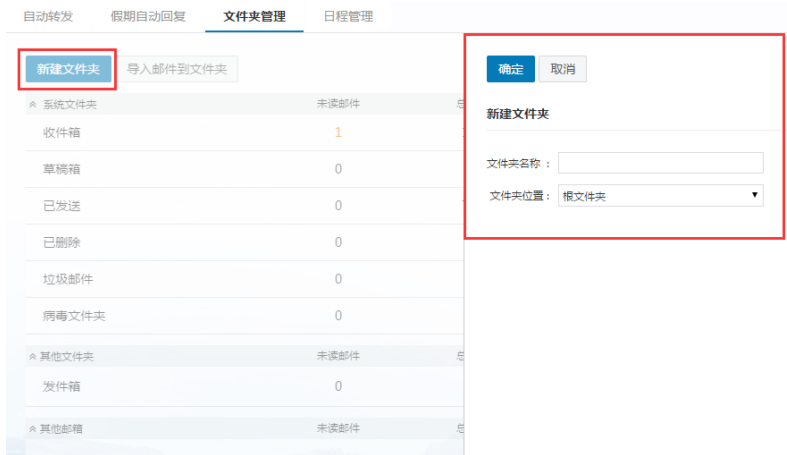 自动转发 假期自动回复 文件夹管理 日程管理
新建文件夹 导入邮件到文件夹
系统文件夹 未读邮件
收件箱 1
草稿箱 0
已发送 0
已删除 0
垃圾邮件 0
病毒文件夹 0
其他文件夹 未读邮件
发件箱 0
其他邮箱 未读邮件
确定 取消
新建文件夹
文件夹名称 :
文件夹位置 : 根文件夹